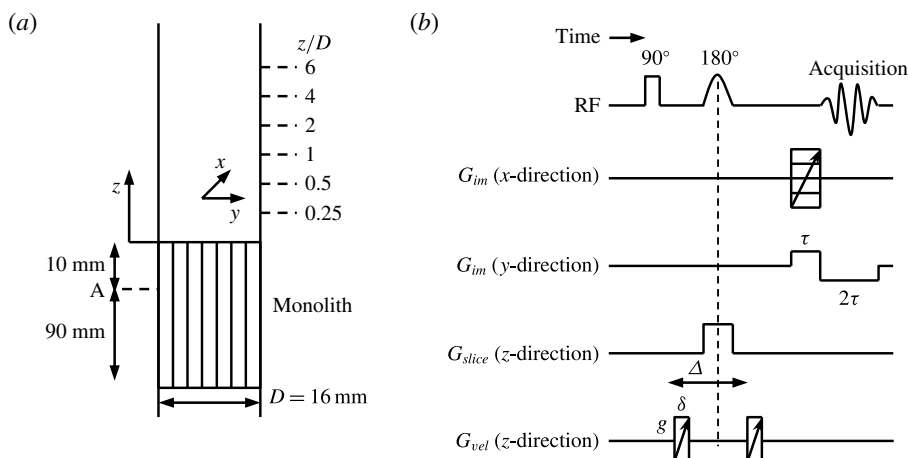 (a)
z/D
6
4
2
1
0.5
0.25
x
y
z
10 mm
A
90 mm
Monolith
D = 16 mm
(b)
Time
90° 180°
Acquisition
RF
G_im (x-direction)
τ
G_im (y-direction)
2τ
G_slice (z-direction)
Δ
δ
g
G_vel (z-direction)